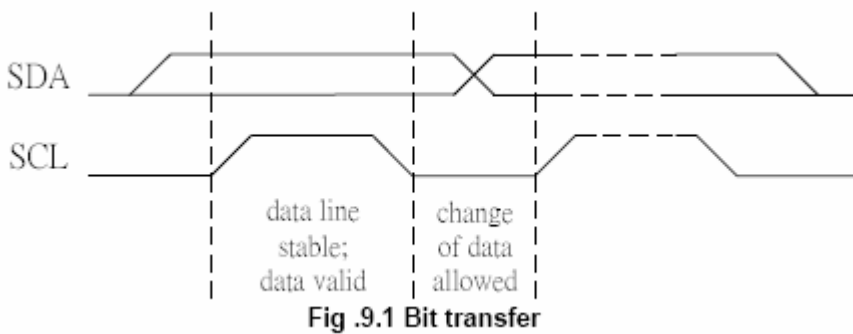 SDA
SCL
data line
stable;
data valid
change
of data
allowed
Fig .9.1 Bit transfer